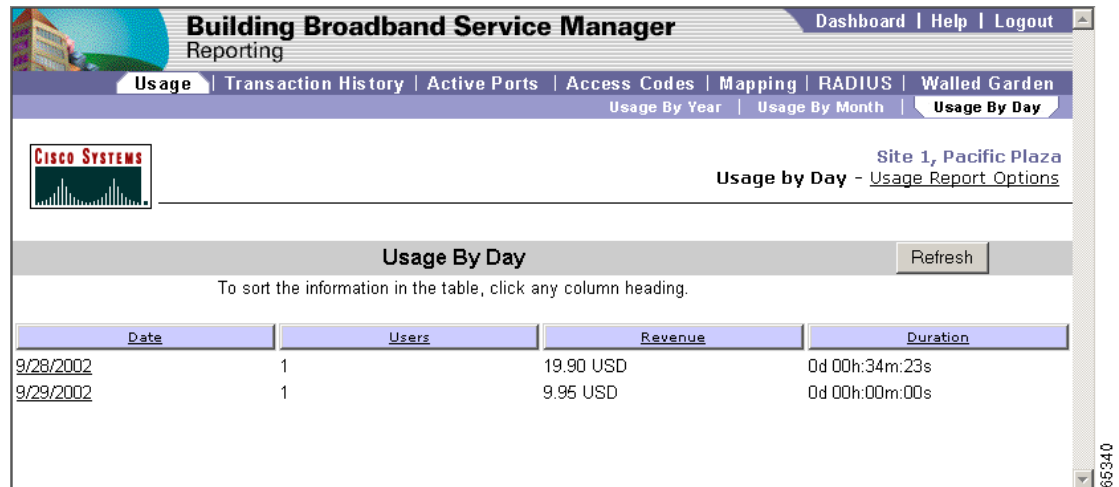 Building Broadband Service Manager
Reporting
Dashboard | Help | Logout
Usage | Transaction History | Active Ports | Access Codes | Mapping | RADIUS | Walled Garden
Usage By Year | Usage By Month | Usage By Day
CISCO SYSTEMS
Site 1, Pacific Plaza
Usage by Day - Usage Report Options
Usage By Day
Refresh
To sort the information in the table, click any column heading.
Date Users Revenue Duration
9/28/2002 1 19.90 USD 0d 00h:34m:23s
9/29/2002 1 9.95 USD 0d 00h:00m:00s
65340